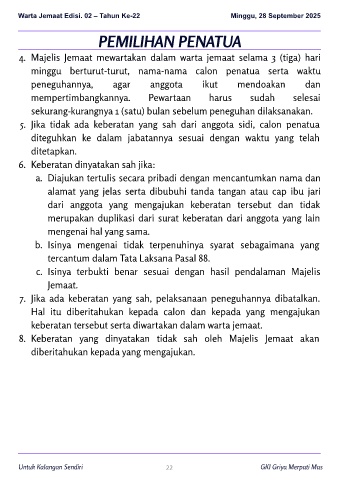 Warta Jemaat Edisi. 02 – Tahun Ke-22 Minggu, 28 September 2025
PEMILIHAN PENATUA
4. Majelis Jemaat mewartakan dalam warta jemaat selama 3 (tiga) hari
minggu berturut-turut, nama-nama calon penatua serta waktu
peneguhannya, agar anggota ikut mendoakan dan
mempertimbangkannya. Pewartaan harus sudah selesai
sekurang-kurangnya 1 (satu) bulan sebelum peneguhan dilaksanakan.
5. Jika tidak ada keberatan yang sah dari anggota sidi, calon penatua
diteguhkan ke dalam jabatannya sesuai dengan waktu yang telah
ditetapkan.
6. Keberatan dinyatakan sah jika:
a. Diajukan tertulis secara pribadi dengan mencantumkan nama dan
alamat yang jelas serta dibubuhi tanda tangan atau cap ibu jari
dari anggota yang mengajukan keberatan tersebut dan tidak
merupakan duplikasi dari surat keberatan dari anggota yang lain
mengenai hal yang sama.
b. Isinya mengenai tidak terpenuhinya syarat sebagaimana yang
tercantum dalam Tata Laksana Pasal 88.
c. Isinya terbukti benar sesuai dengan hasil pendalaman Majelis
Jemaat.
7. Jika ada keberatan yang sah, pelaksanaan peneguhannya dibatalkan.
Hal itu diberitahukan kepada calon dan kepada yang mengajukan
keberatan tersebut serta diwartakan dalam warta jemaat.
8. Keberatan yang dinyatakan tidak sah oleh Majelis Jemaat akan
diberitahukan kepada yang mengajukan.
Untuk Kalangan Sendiri 22 GKI Griya Merpati Mas